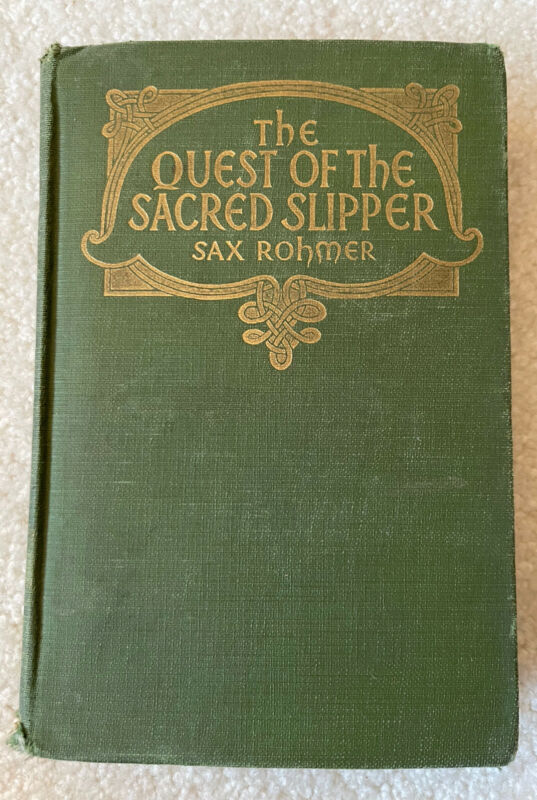 The
QUEST OF The
SACRED SLIPPER
SAX ROhMER